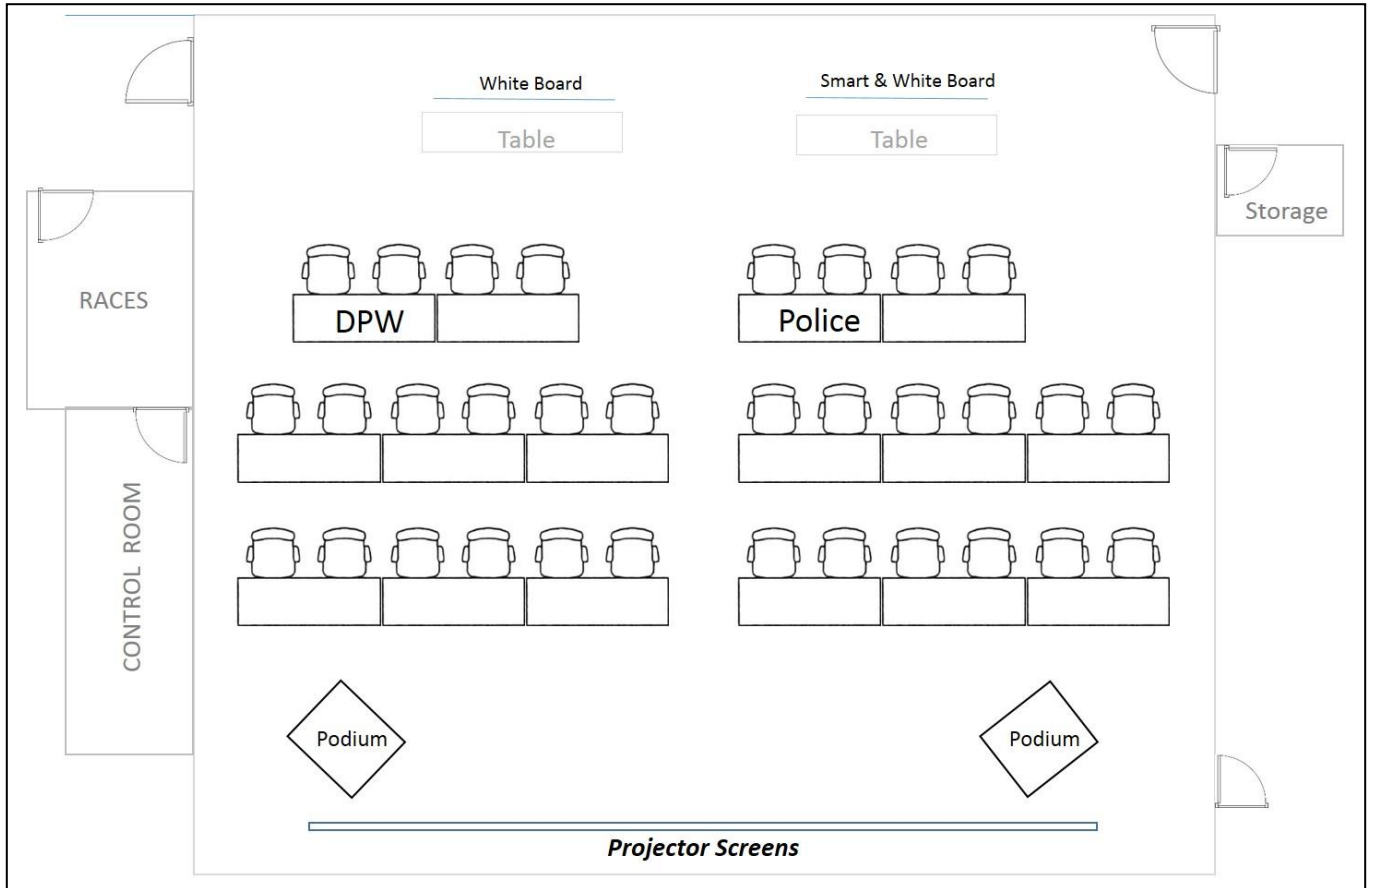 White Board
Smart & White Board
Table
Table
Storage
RACES
DPW
Police
CONTROL ROOM
Podium
Podium
Projector Screens